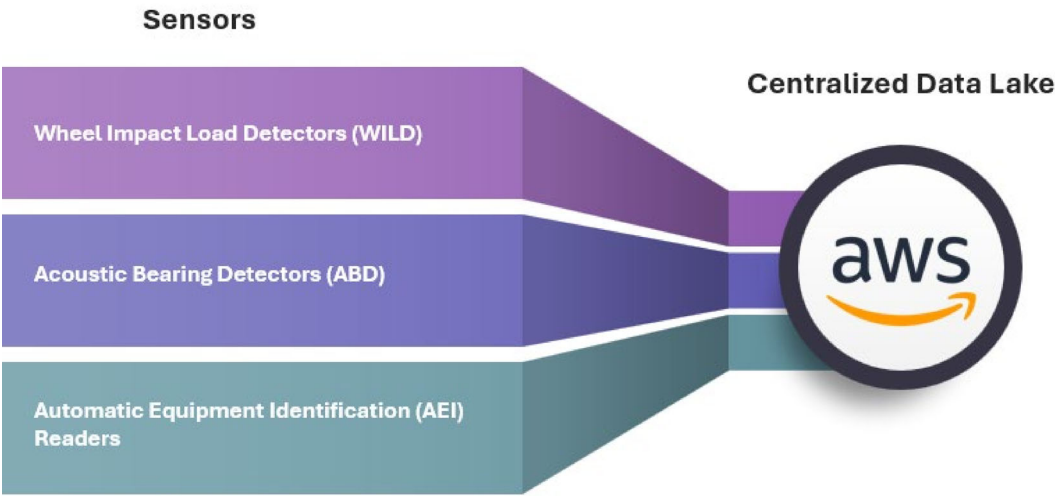 Sensors
Centralized Data Lake
Wheel Impact Load Detectors (WILD)
Acoustic Bearing Detectors (ABD)
aws
Automatic Equipment Identification (AEI)
Readers